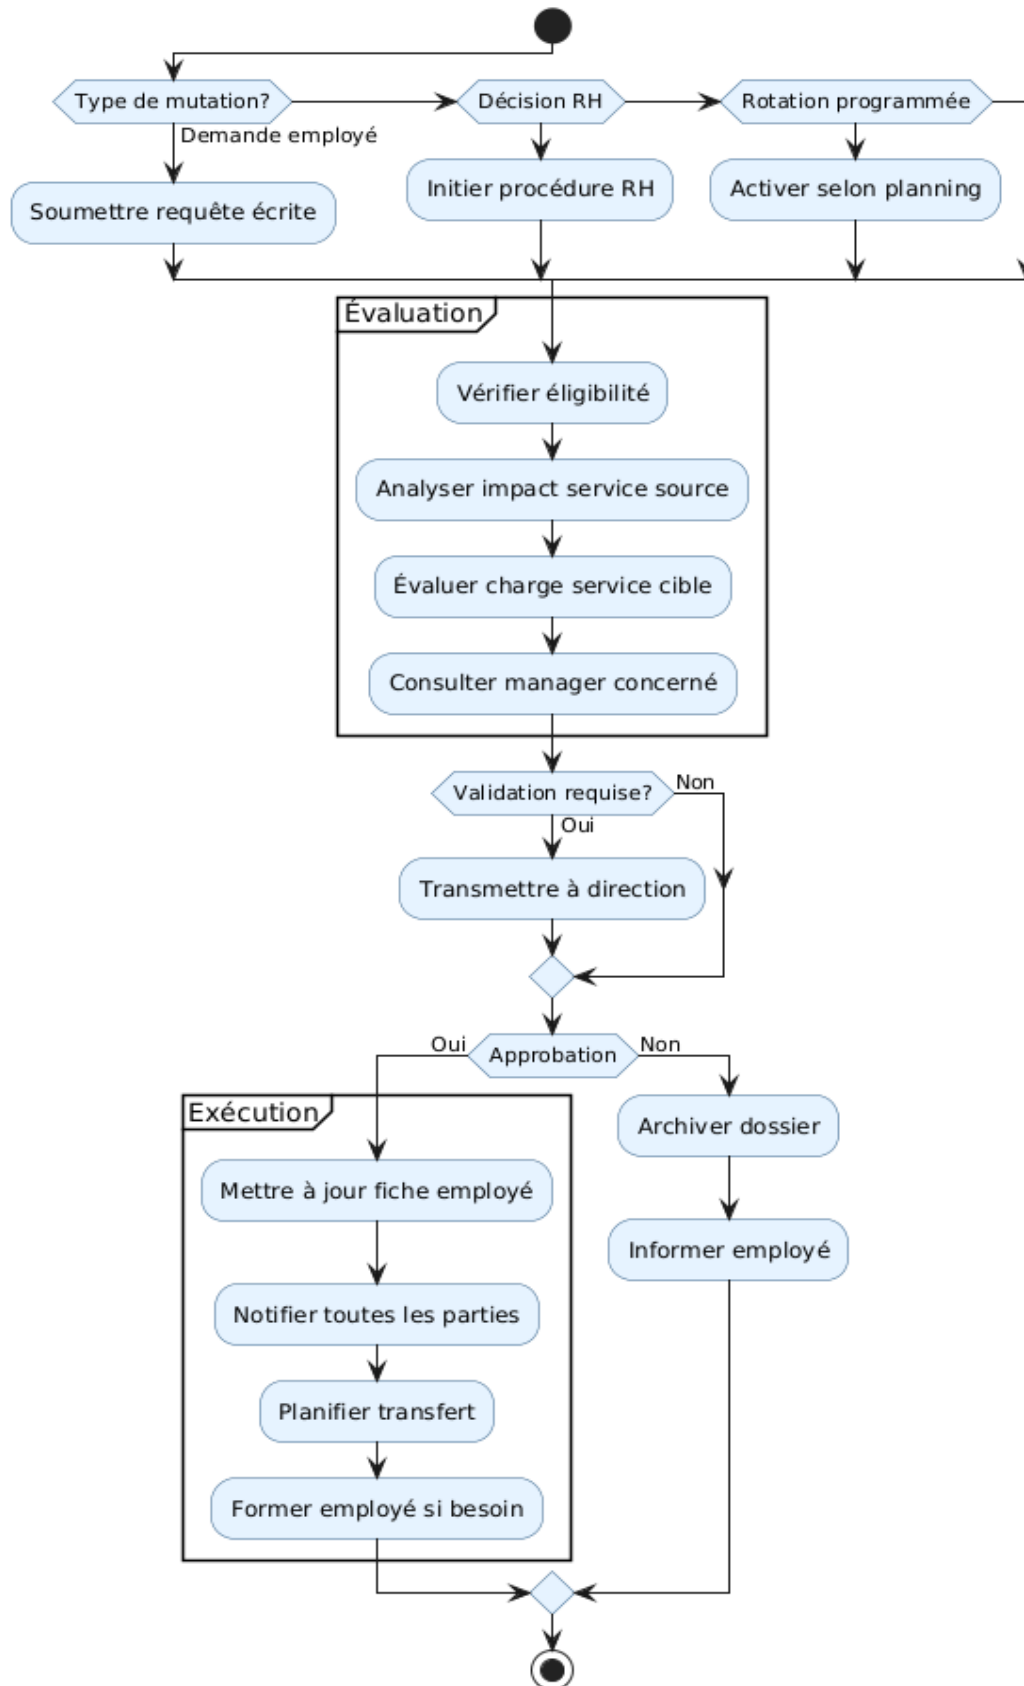 Type de mutation?
Décision RH
Rotation programmée
Demande employé
Initier procédure RH
Activer selon planning
Soumettre requête écrite
Évaluation
Vérifier éligibilité
Analyser impact service source
Évaluer charge service cible
Consulter manager concerné
Validation requise?
Non
Oui
Transmettre à direction
Oui
Approbation
Non
Exécution
Archiver dossier
Mettre à jour fiche employé
Informer employé
Notifier toutes les parties
Planifier transfert
Former employé si besoin